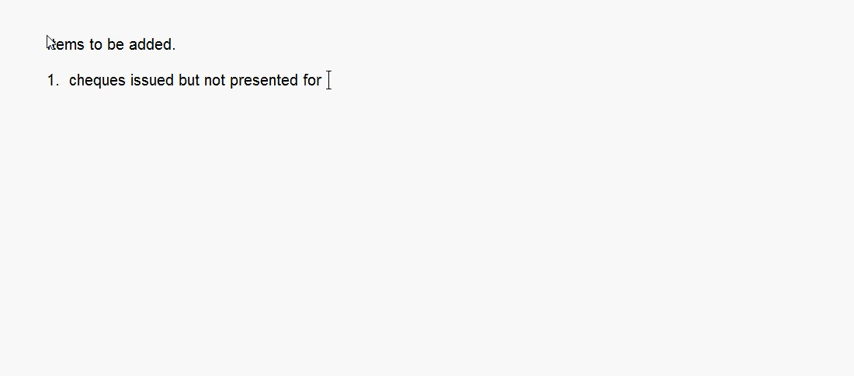 Items to be added.
1. cheques issued but not presented for